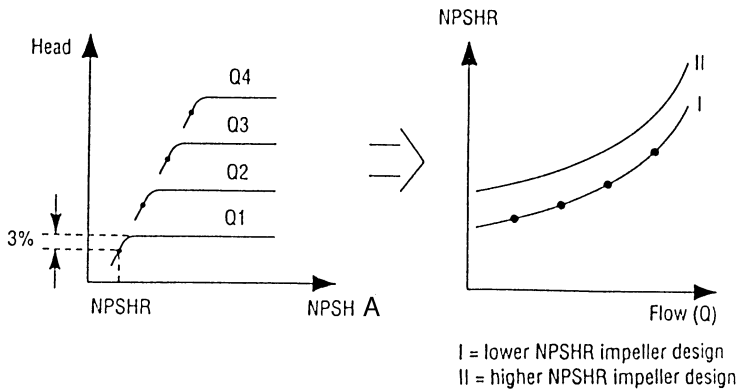 Head
Q4
Q3
Q2
Q1
3%
NPSHR
NPSH A
NPSHR
II
I
Flow (Q)
I = lower NPSHR impeller design
II = higher NPSHR impeller design